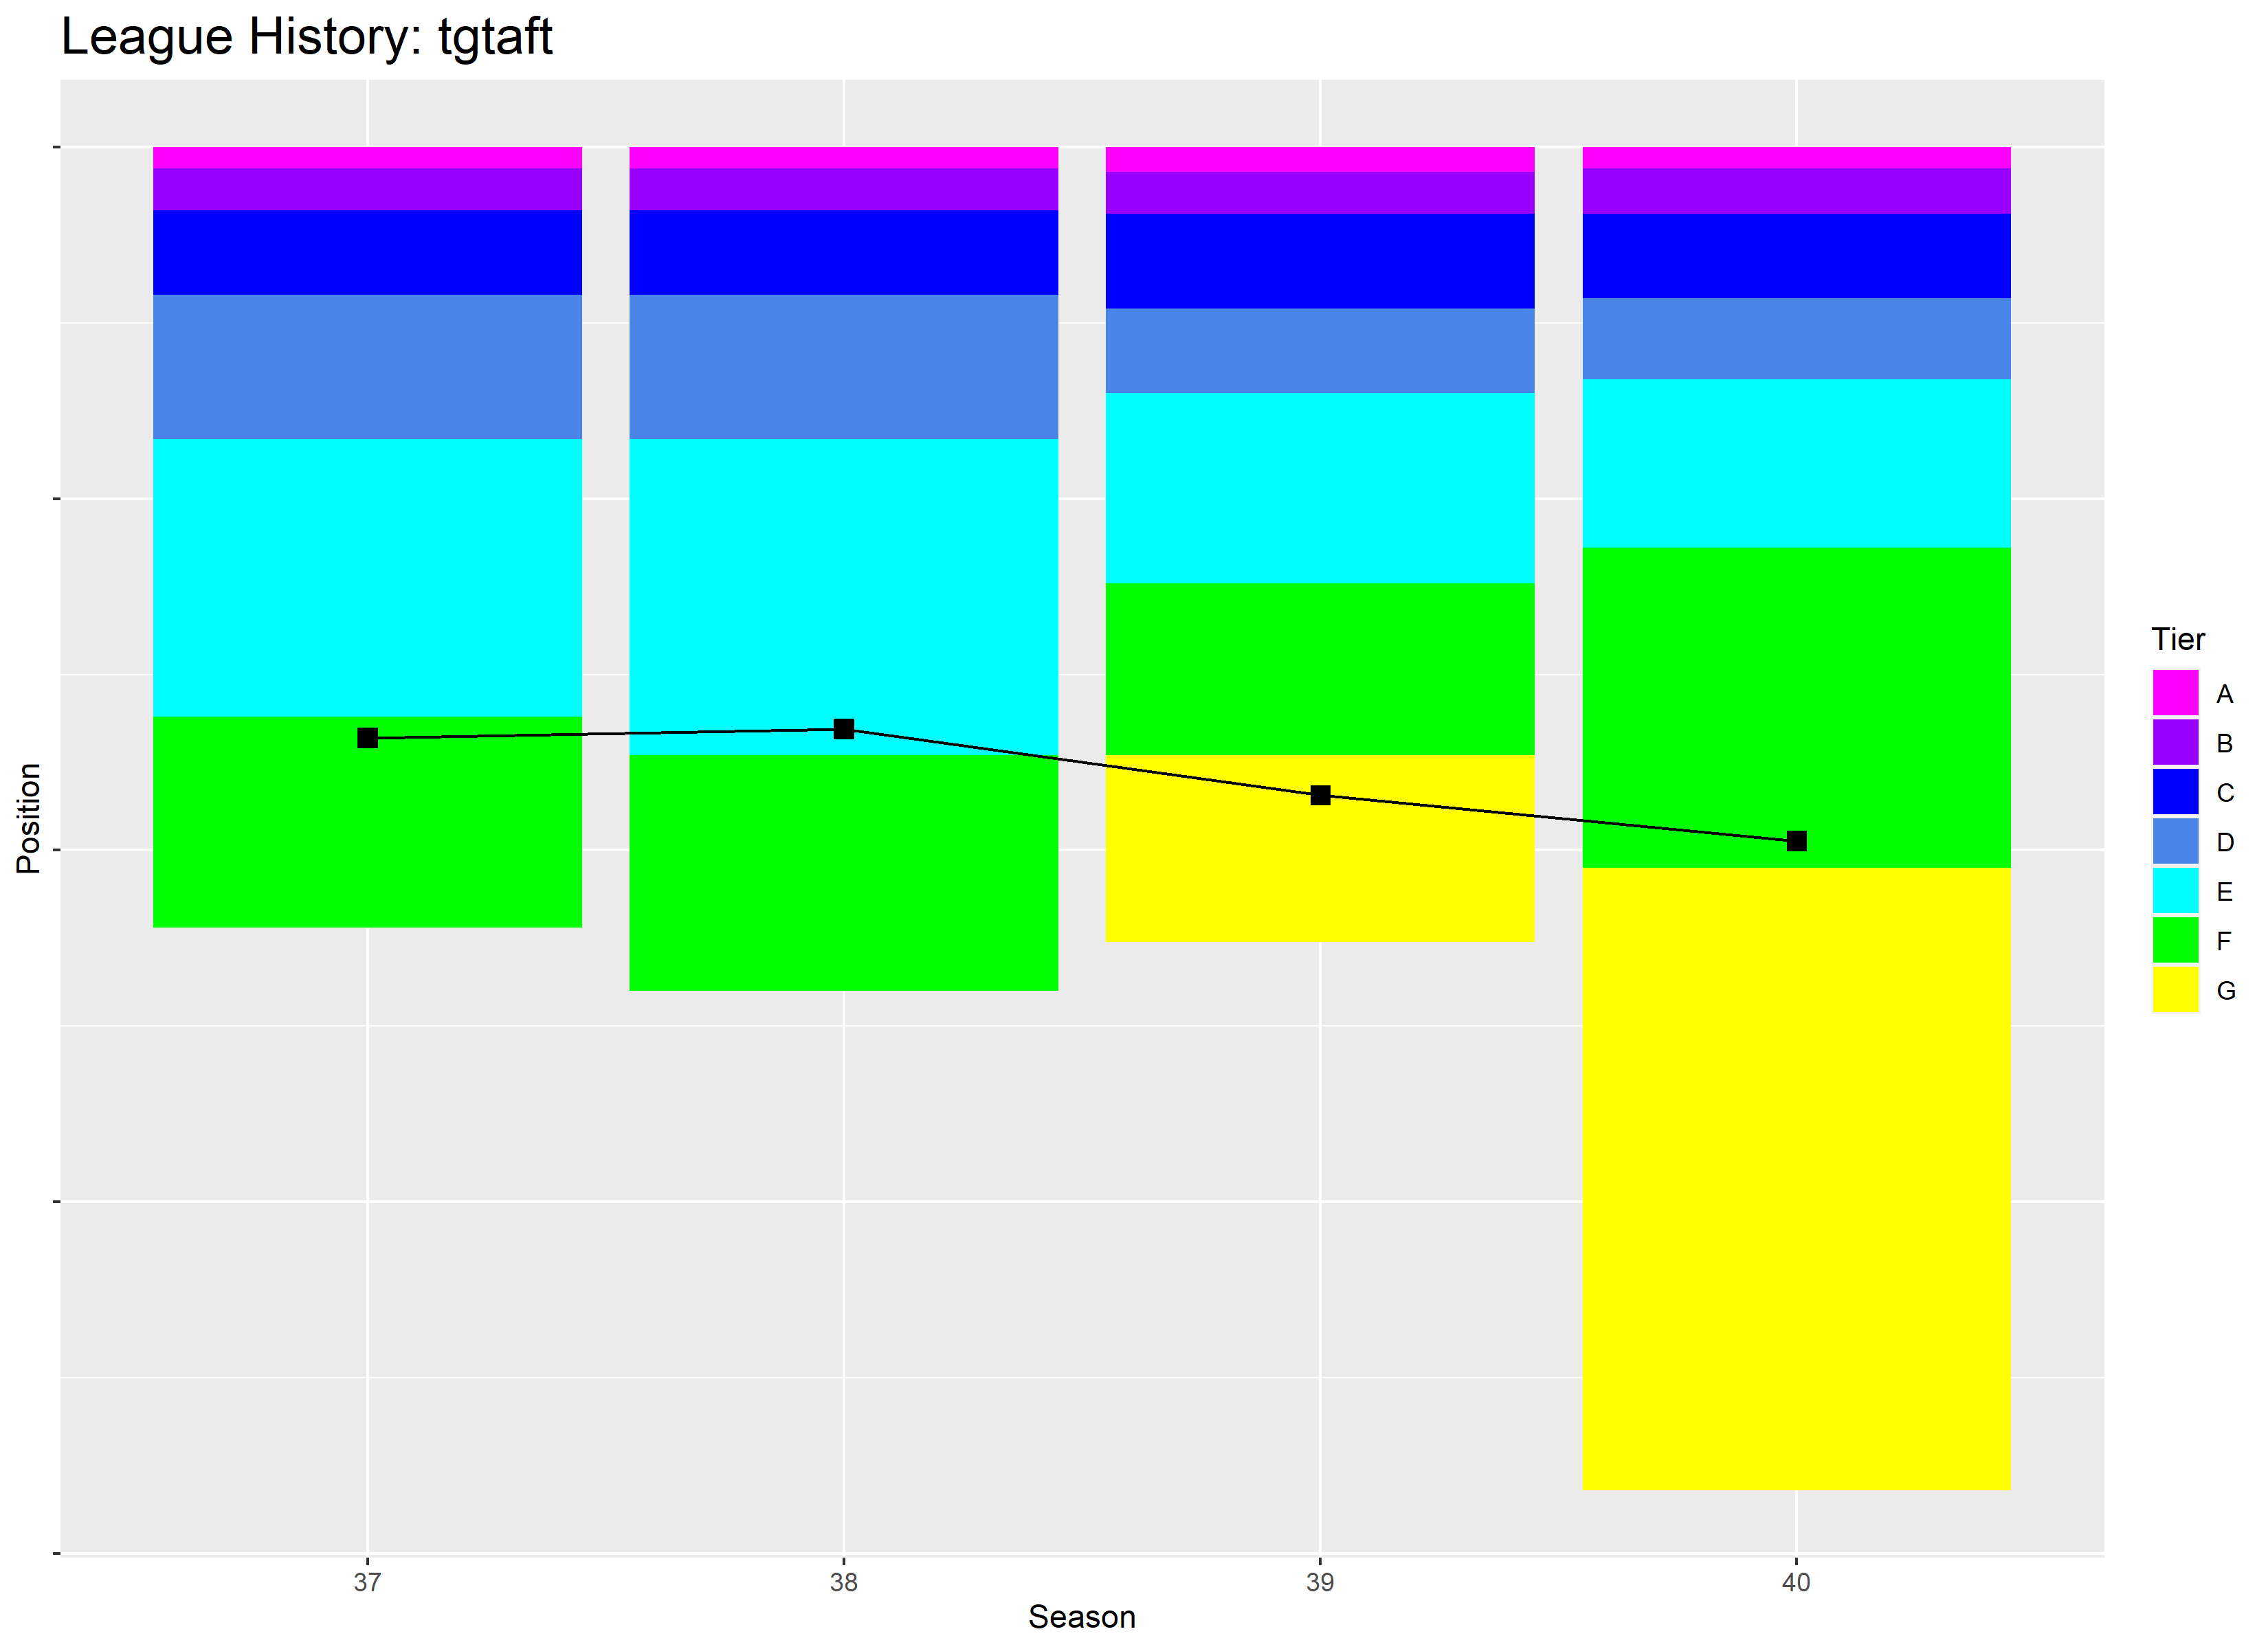 League History: tgtaft
Position
37
38
39
40
Season
Tier
A
B
C
D
E
F
G